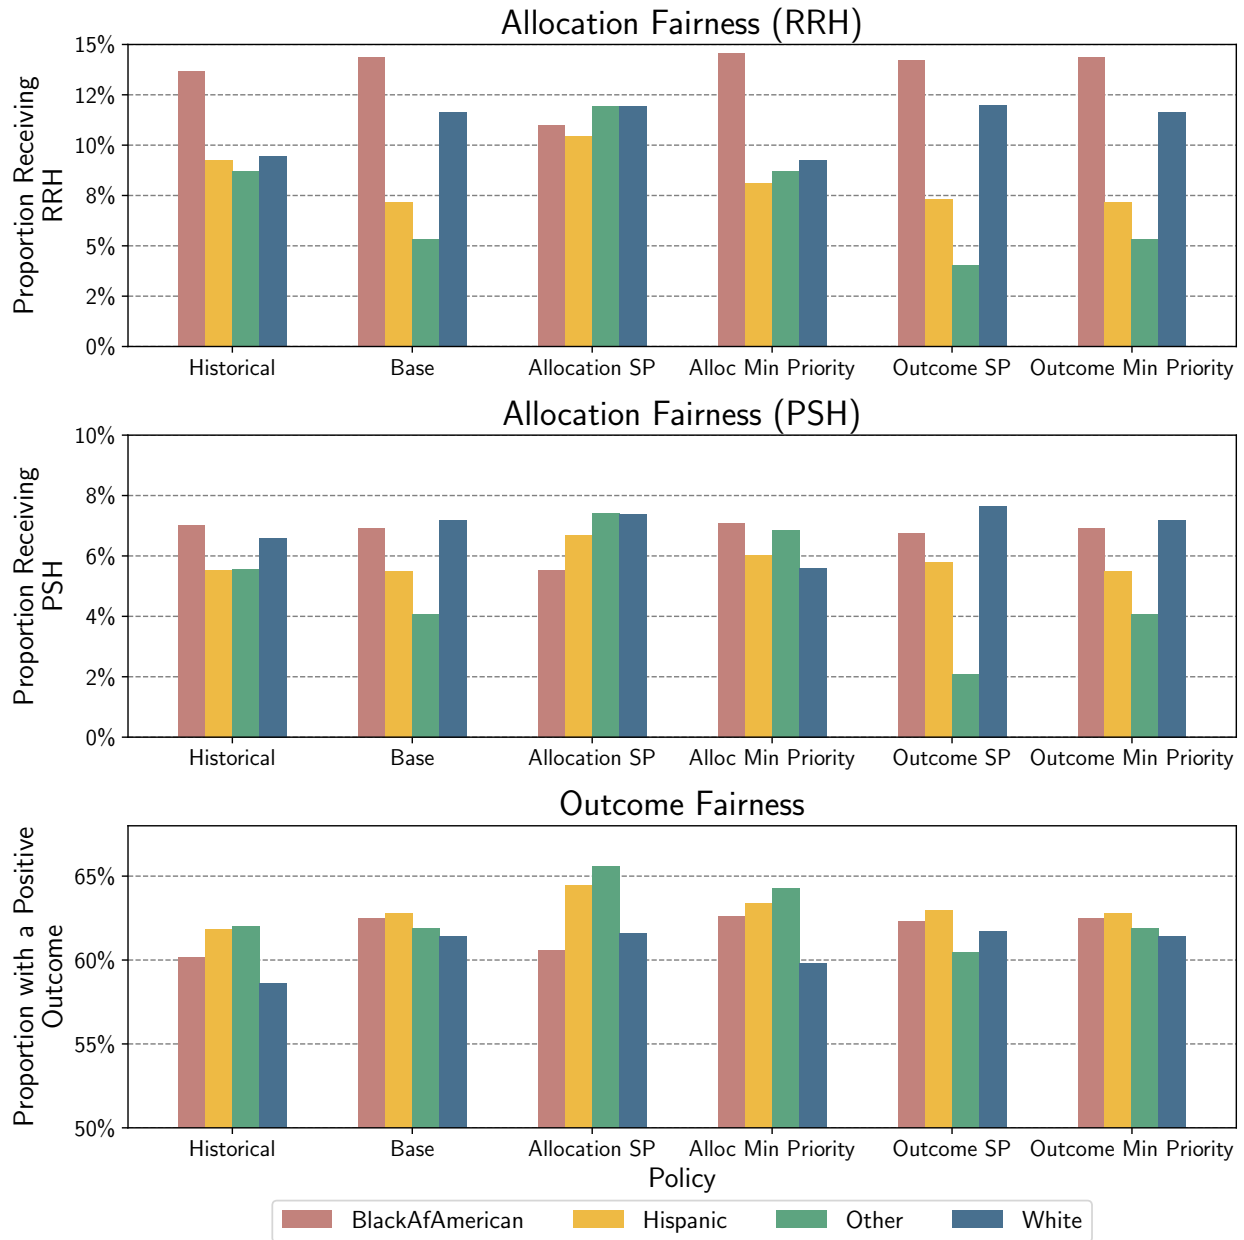 Allocation Fairness (RRH)
Proportion Receiving
RRH
15%
12%
10%
8%
5%
2%
0%
Historical Base Allocation SP Alloc Min Priority Outcome SP Outcome Min Priority
Allocation Fairness (PSH)
Proportion Receiving
PSH
10%
8%
6%
4%
2%
0%
Historical Base Allocation SP Alloc Min Priority Outcome SP Outcome Min Priority
Outcome Fairness
Proportion with a Positive
Outcome
65%
60%
55%
50%
Historical Base Allocation SP Alloc Min Priority Outcome SP Outcome Min Priority
Policy
BlackAfAmerican Hispanic Other White